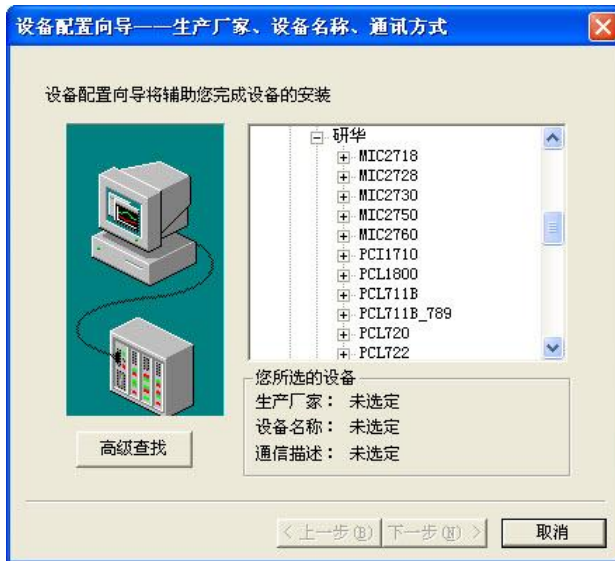 设备配置向导——生产厂家、设备名称、通讯方式
设备配置向导将辅助您完成设备的安装
研华
MIC2718
MIC2728
MIC2730
MIC2750
MIC2760
PCI1710
PCL1800
PCL711B
PCL711B_789
PCL720
PCL722
您所选的设备
生产厂家： 未选定
设备名称： 未选定
通信描述： 未选定
高级查找
< 上一步(B) 下一步(N) > 取消